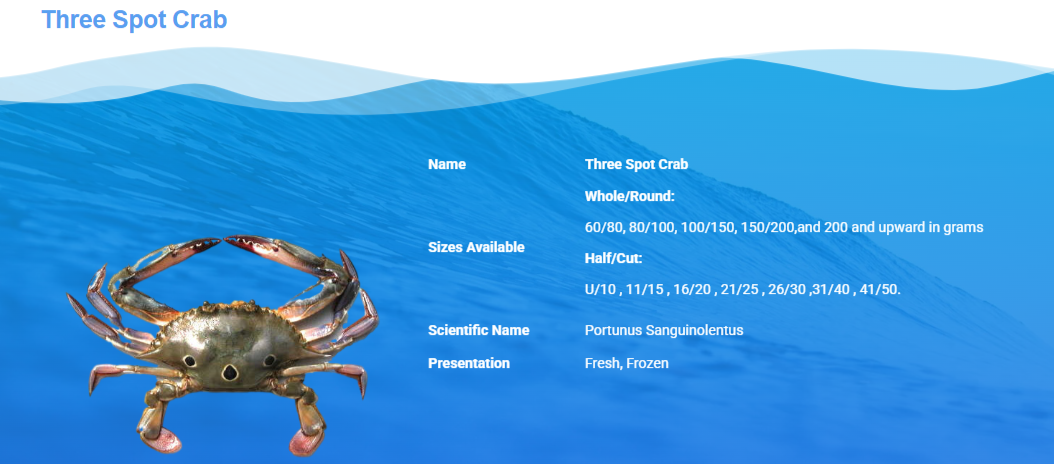 Three Spot Crab
Name
Three Spot Crab
Sizes Available
Whole/Round:
60/80, 80/100, 100/150, 150/200,and 200 and upward in grams
Half/Cut:
U/10 , 11/15 , 16/20 , 21/25 , 26/30 ,31/40 , 41/50.
Scientific Name
Portunus Sanguinolentus
Presentation
Fresh, Frozen